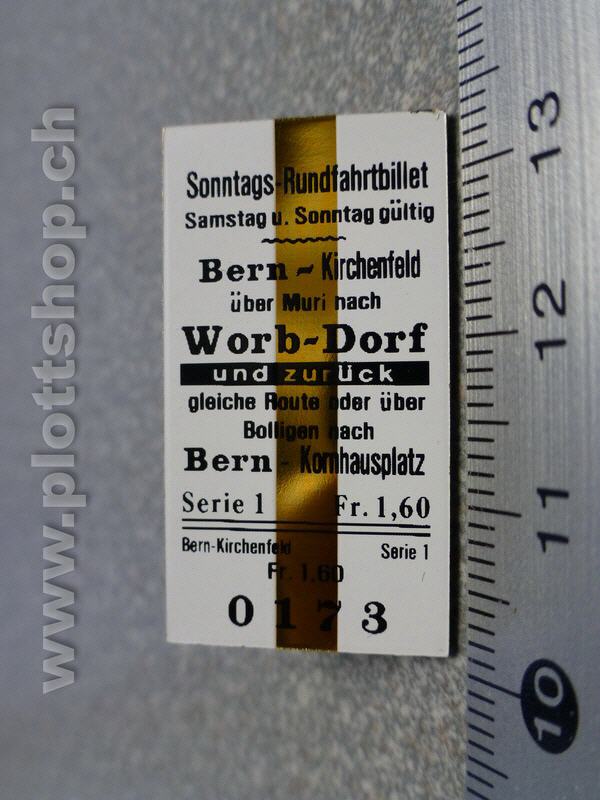 Sonntags-Rundfahrtbillet
Samstag u. Sonntag gültig
Bern - Kirchenfeld
über Muri nach
Worb-Dorf
und zurück
gleiche Route oder über
Bolligen nach
Bern - Kornhausplatz
Serie 1 Fr. 1,60
Bern-Kirchenfeld Serie 1
Fr. 1.60
0173
www.plottshop.ch
13
12
11
10